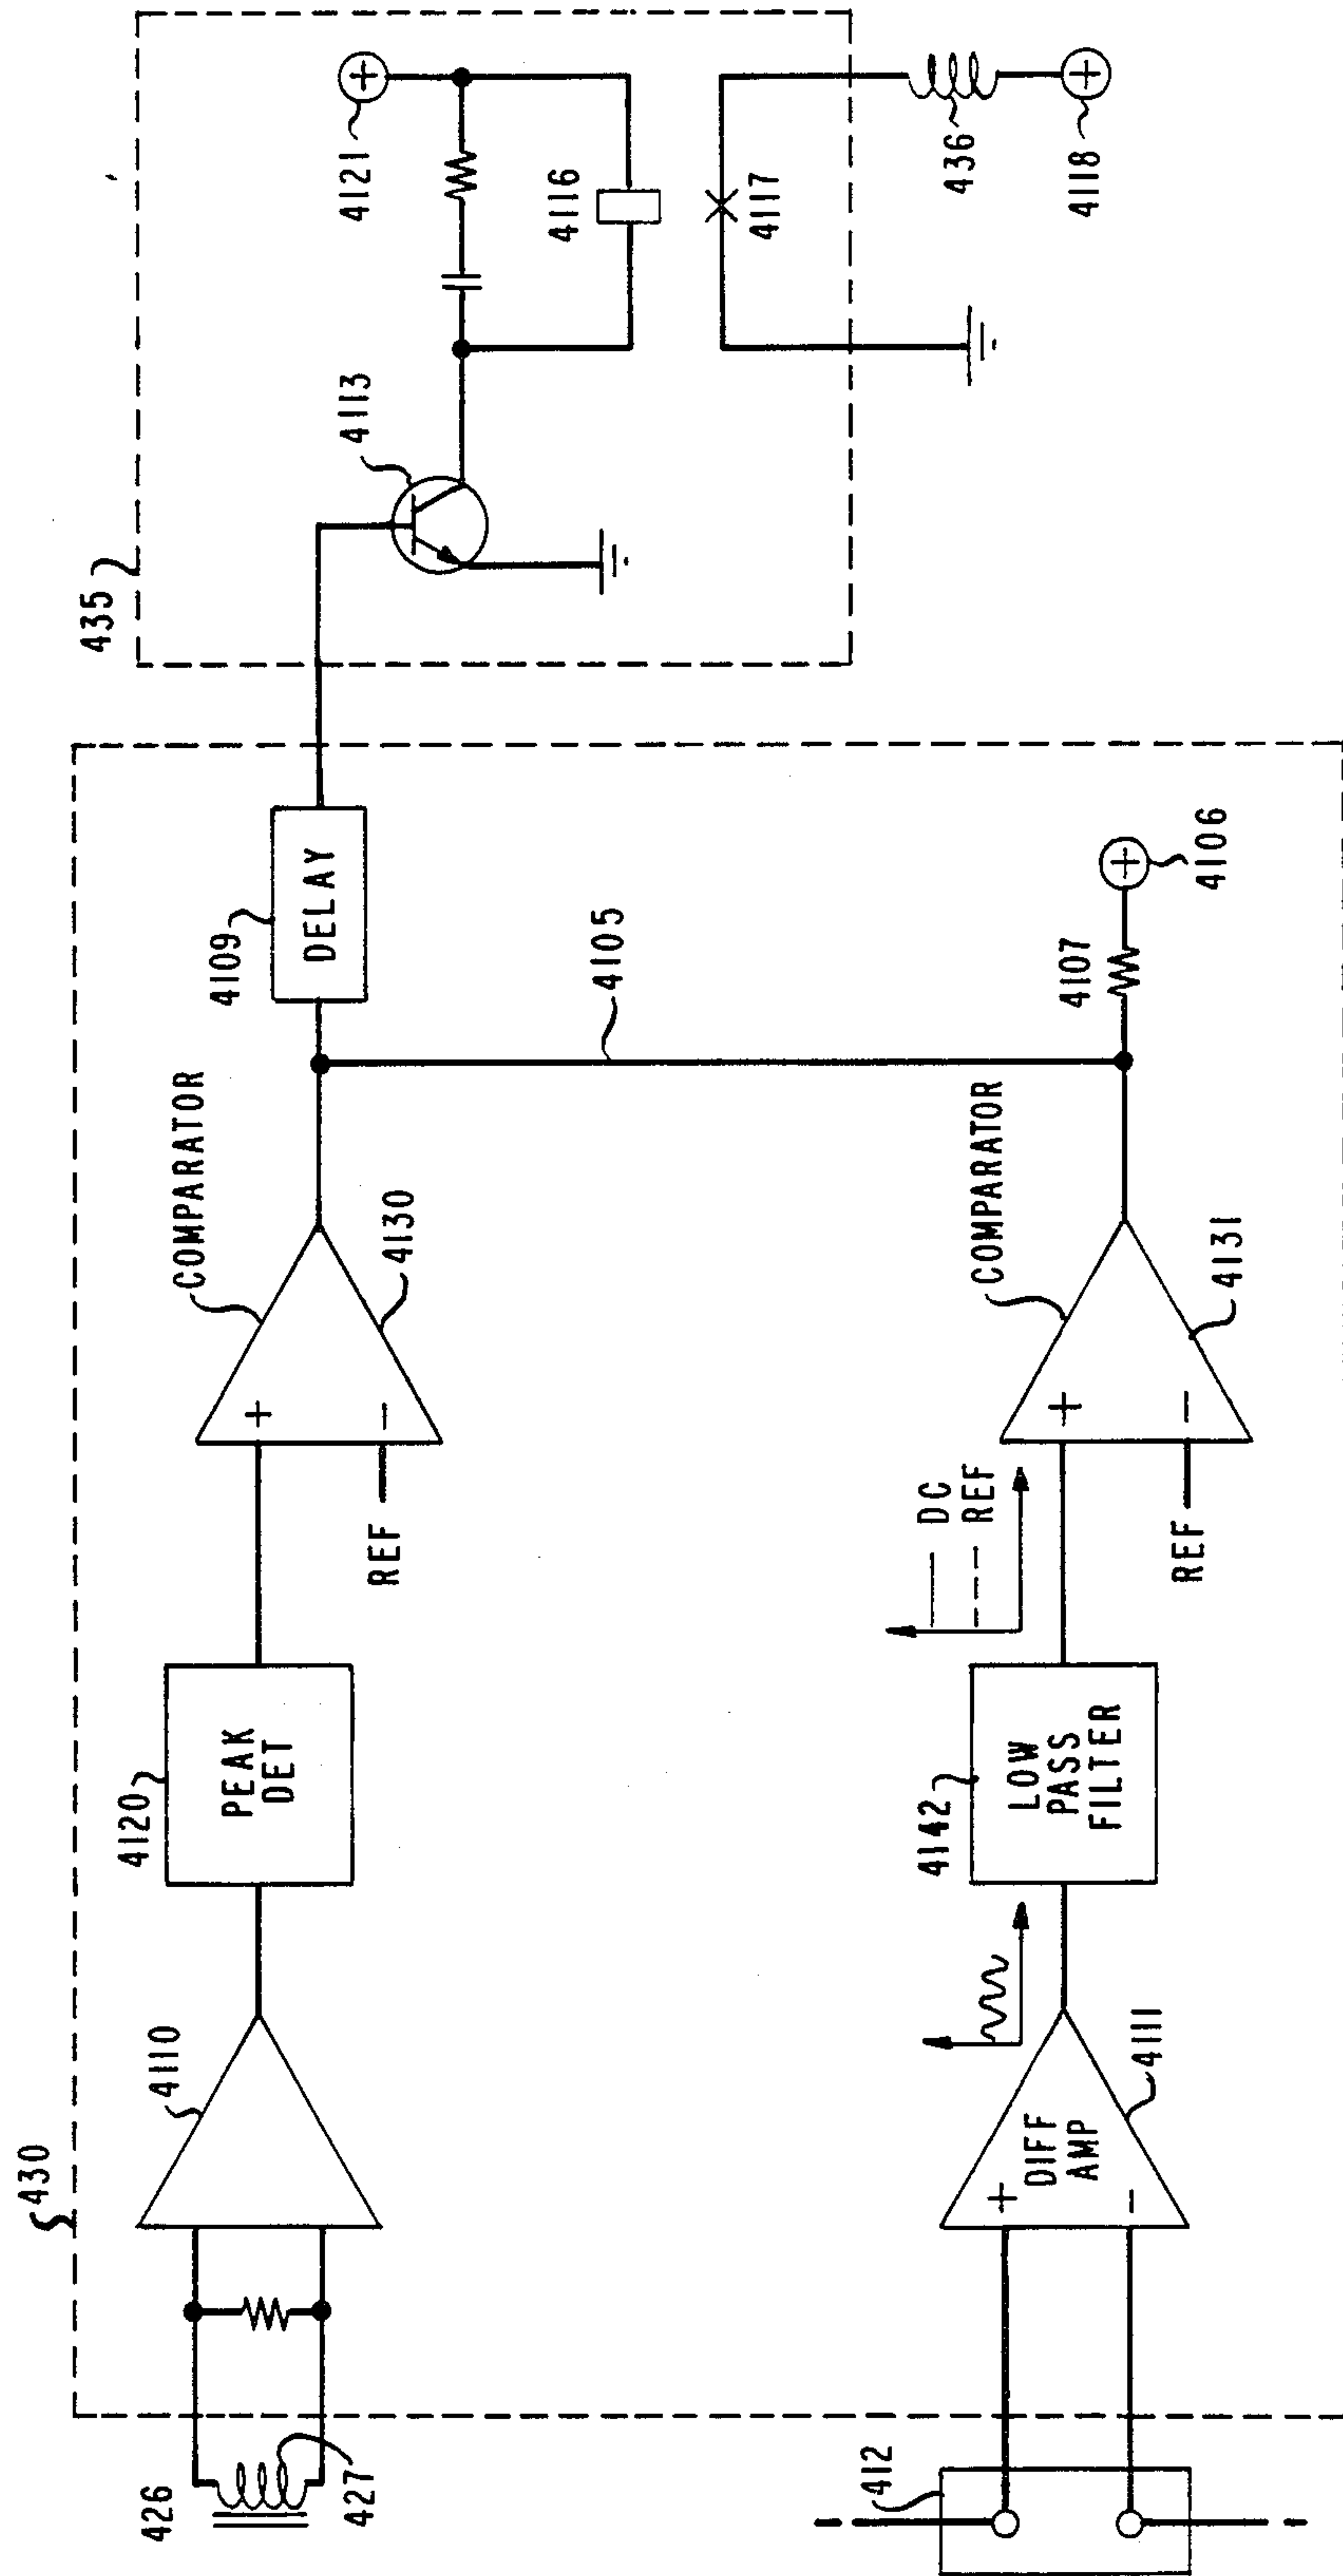 430
426
427
4110
4120
PEAK
DET
COMPARATOR
+
−
REF
4130
4109
DELAY
4105
435
4113
4121
+
4116
4117
436
4118
+
412
DIFF
AMP
+
−
4111
4142
LOW
PASS
FILTER
DC
REF
COMPARATOR
+
−
REF
4131
4107
4106
+